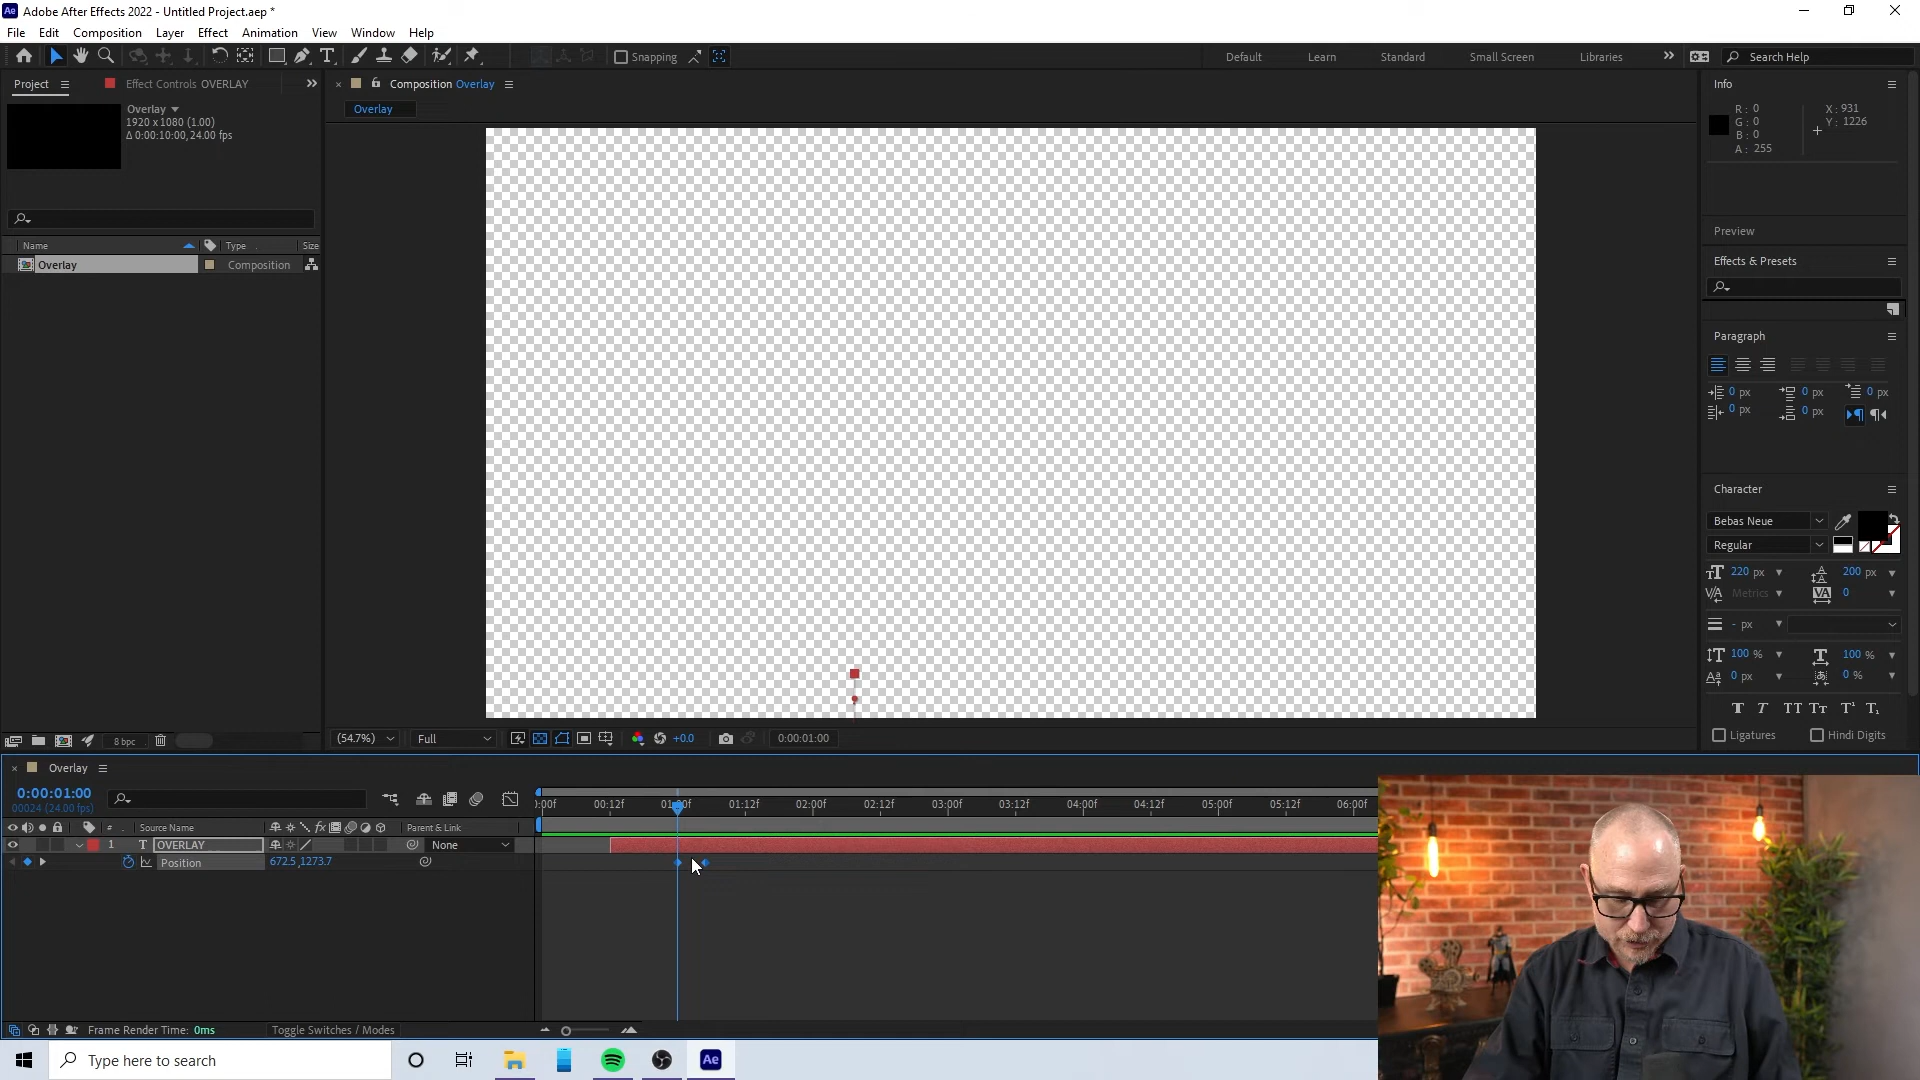 Adobe After Effects 2022 - Untitled Project.aep *
File Edit Composition Layer Effect Animation View Window Help
Snapping
Default Learn Standard Small Screen Libraries
Search Help
Project
Effect Controls OVERLAY
Overlay
1920 x 1080 (1.00)
Δ 0:00:10:00, 24.00 fps
Name Type Size
Overlay Composition
8 bpc
Composition Overlay
Overlay
(54.7%) Full +0.0 0:00:01:00
Info
R: 0
G: 0
B: 0
A: 255
X: 931
Y: 1226
Preview
Effects & Presets
Paragraph
0 px 0 px 0 px
0 px 0 px
Character
Bebas Neue
Regular
220 px 200 px
Metrics 0
- px
100 % 100 %
0 px 0 %
Ligatures Hindi Digits
Overlay
0:00:01:00
00024 (24.00 fps)
:00f 00:12f 01:00f 01:12f 02:00f 02:12f 03:00f 03:12f 04:00f 04:12f 05:00f 05:12f 06:00f
# Source Name Parent & Link
1 T OVERLAY None
Position 672.5,1273.7
Frame Render Time: 0ms Toggle Switches / Modes
Type here to search
Ae